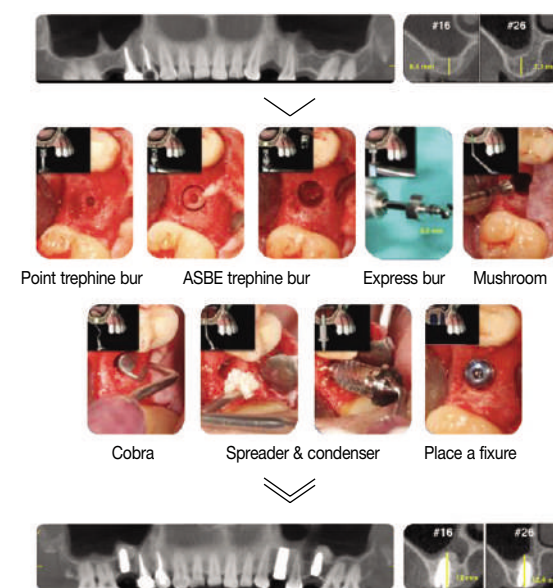 #16 #26
Point trephine bur ASBE trephine bur Express bur Mushroom
Cobra Spreader & condenser Place a fixure
#16 #26